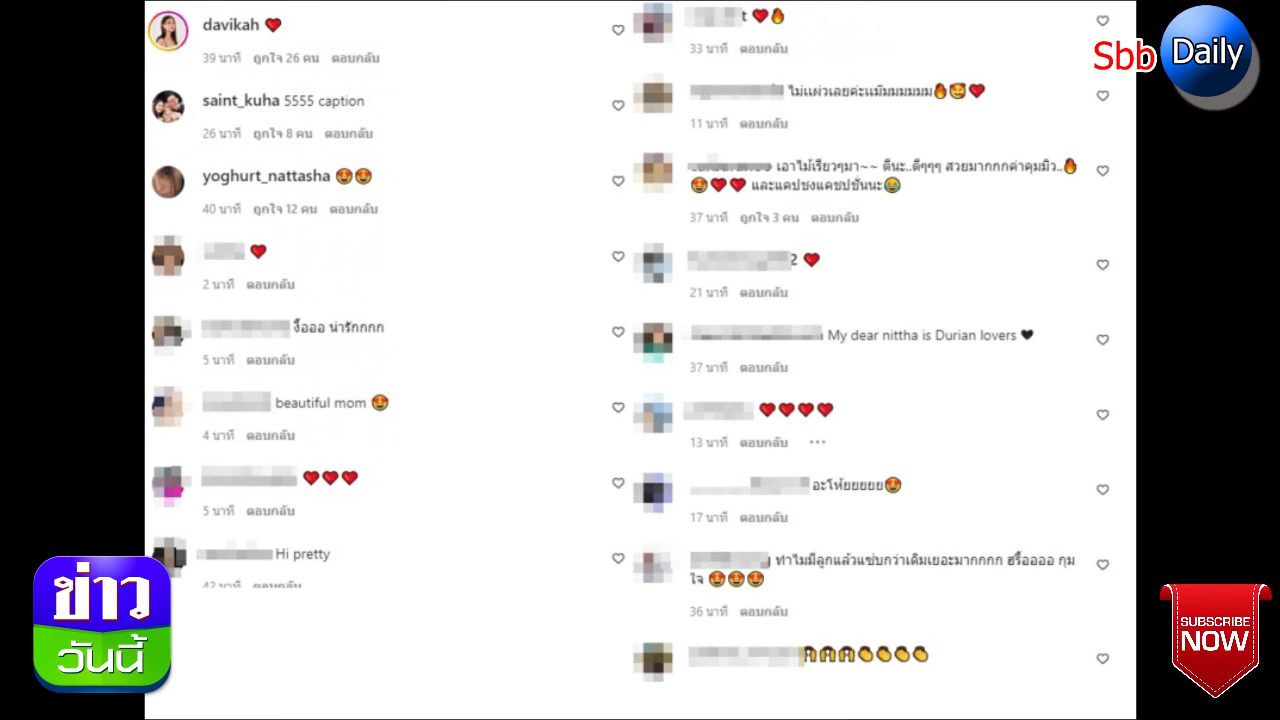 davikah ❤️
39 นาที ถูกใจ 26 คน ตอบกลับ
saint_kuha 5555 caption
26 นาที ถูกใจ 8 คน ตอบกลับ
yoghurt_nattasha 🤩🤩
40 นาที ถูกใจ 12 คน ตอบกลับ
❤️
2 นาที ตอบกลับ
งื้อออ น่ารักกกก
5 นาที ตอบกลับ
beautiful mom 🤩
4 นาที ตอบกลับ
❤️❤️❤️
5 นาที ตอบกลับ
Hi pretty
42 นาที ตอบกลับ
t ❤️🔥
33 นาที ตอบกลับ
ไม่แผ่วเลยค่ะแม๊มมมมมม🔥🥰❤️
11 นาที ตอบกลับ
เอาไม้เรียวๆมา~~ ตีนะ..ตีๆๆๆ สวยมากกกค่าคุมมิว..🔥
🤩❤️❤️ และแคปชงแคชปชั่นนะ😂
37 นาที ถูกใจ 3 คน ตอบกลับ
2 ❤️
21 นาที ตอบกลับ
My dear nittha is Durian lovers 🖤
37 นาที ตอบกลับ
❤️❤️❤️❤️
13 นาที ตอบกลับ ...
อะโห้ยยยยย🤩
17 นาที ตอบกลับ
ทำไมมีลูกแล้วแซ่บกว่าเดิมเยอะมากกกก ฮรื้ออออ กุม
ใจ 🤩🤩🤩
36 นาที ตอบกลับ
👏👏👏👏
Sbb Daily
ข่าว
วันนี้
SUBSCRIBE
NOW